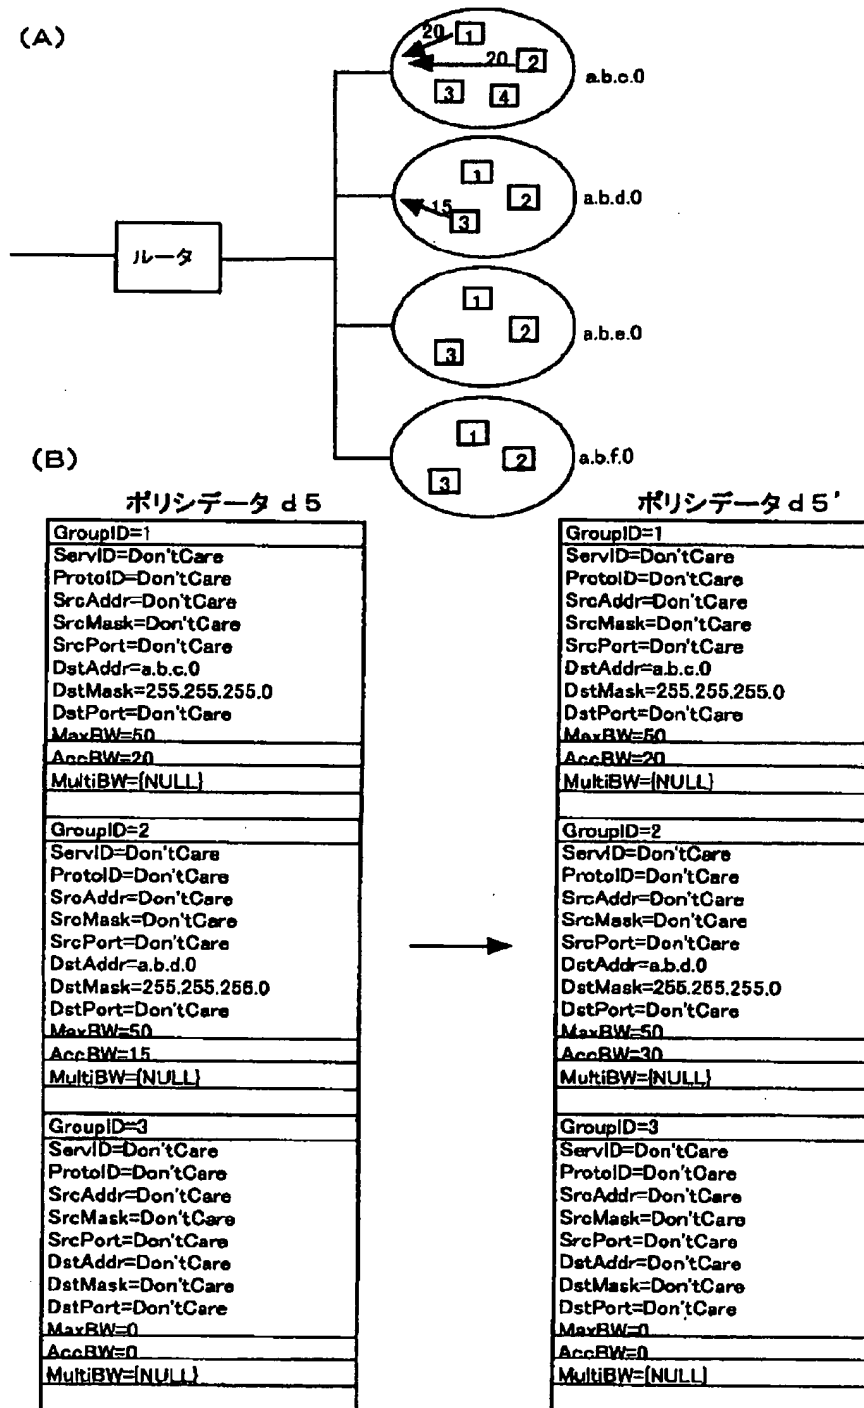 (A)
20
1
20
2
3
4
a.b.c.0
1
2
15
3
a.b.d.0
ルータ
1
2
3
a.b.e.0
1
2
3
a.b.f.0
(B)
ポリシデータ d 5
GroupID=1
ServID=Don'tCare
ProtoID=Don'tCare
SrcAddr=Don'tCare
SrcMask=Don'tCare
SrcPort=Don'tCare
DstAddr=a.b.c.0
DstMask=255.255.255.0
DstPort=Don'tCare
MaxBW=50
AccBW=20
MultiBW={NULL}
GroupID=2
ServID=Don'tCare
ProtoID=Don'tCare
SrcAddr=Don'tCare
SrcMask=Don'tCare
SrcPort=Don'tCare
DstAddr=a.b.d.0
DstMask=255.255.256.0
DstPort=Don'tCare
MaxBW=50
AccBW=15
MultiBW={NULL}
GroupID=3
ServID=Don'tCare
ProtoID=Don'tCare
SrcAddr=Don'tCare
SrcMask=Don'tCare
SrcPort=Don'tCare
DstAddr=Don'tCare
DstMask=Don'tCare
DstPort=Don'tCare
MaxBW=0
AccBW=0
MultiBW={NULL}
ポリシデータ d 5'
GroupID=1
ServID=Don'tCare
ProtoID=Don'tCare
SrcAddr=Don'tCare
SrcMask=Don'tCare
SrcPort=Don'tCare
DstAddr=a.b.c.0
DstMask=255.255.255.0
DstPort=Don'tCare
MaxBW=50
AccBW=20
MultiBW={NULL}
GroupID=2
ServID=Don'tCare
ProtoID=Don'tCare
SrcAddr=Don'tCare
SrcMask=Don'tCare
SrcPort=Don'tCare
DstAddr=a.b.d.0
DstMask=255.255.255.0
DstPort=Don'tCare
MaxBW=50
AccBW=30
MultiBW={NULL}
GroupID=3
ServID=Don'tCare
ProtoID=Don'tCare
SrcAddr=Don'tCare
SrcMask=Don'tCare
SrcPort=Don'tCare
DstAddr=Don'tCare
DstMask=Don'tCare
DstPort=Don'tCare
MaxBW=0
AccBW=0
MultiBW={NULL}